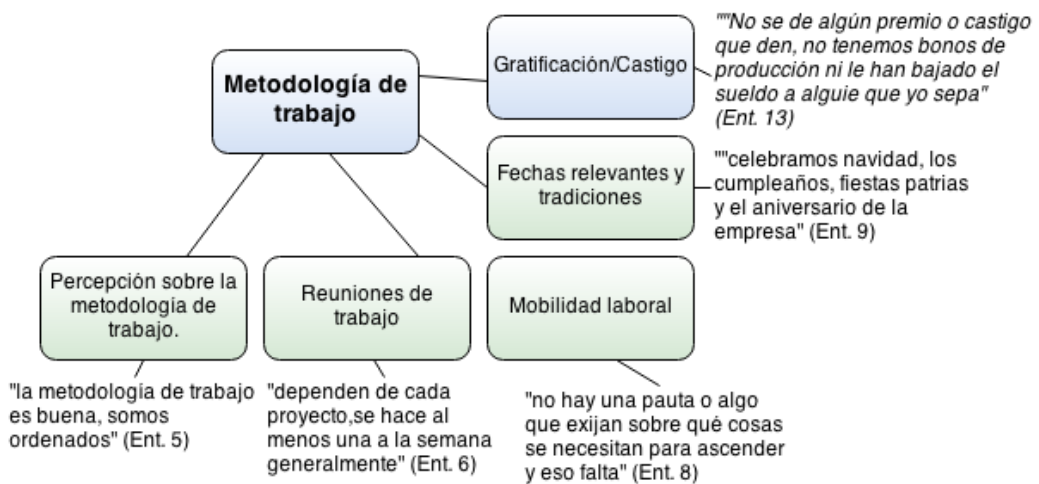 Metodología de
trabajo
Gratificación/Castigo
""No se de algún premio o castigo
que den, no tenemos bonos de
producción ni le han bajado el
sueldo a alguie que yo sepa"
(Ent. 13)
Fechas relevantes y
tradiciones
""celebramos navidad, los
cumpleaños, fiestas patrias
y el aniversario de la
empresa" (Ent. 9)
Percepción sobre la
metodología de
trabajo.
Reuniones de
trabajo
Mobilidad laboral
"la metodología de trabajo
es buena, somos
ordenados" (Ent. 5)
"dependen de cada
proyecto,se hace al
menos una a la semana
generalmente" (Ent. 6)
"no hay una pauta o algo
que exijan sobre qué cosas
se necesitan para ascender
y eso falta" (Ent. 8)